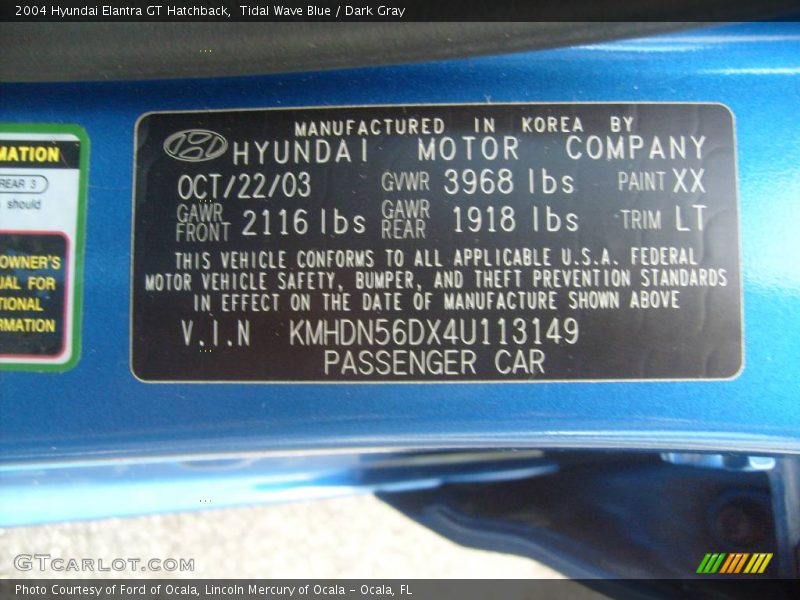 2004 Hyundai Elantra GT Hatchback,  Tidal Wave Blue / Dark Gray
MANUFACTURED IN KOREA BY
HYUNDAI MOTOR COMPANY
OCT/22/03 GVWR 3968 lbs PAINT XX
GAWR FRONT 2116 lbs GAWR REAR 1918 lbs TRIM LT
THIS VEHICLE CONFORMS TO ALL APPLICABLE U.S.A. FEDERAL
MOTOR VEHICLE SAFETY, BUMPER, AND THEFT PREVENTION STANDARDS
IN EFFECT ON THE DATE OF MANUFACTURE SHOWN ABOVE
V.I.N KMHDN56DX4U113149
PASSENGER CAR
MATION
REAR 3
should
OWNER'S
UAL FOR
TIONAL
RMATION
GTCARLOT.COM
Photo Courtesy of Ford of Ocala, Lincoln Mercury of Ocala - Ocala, FL